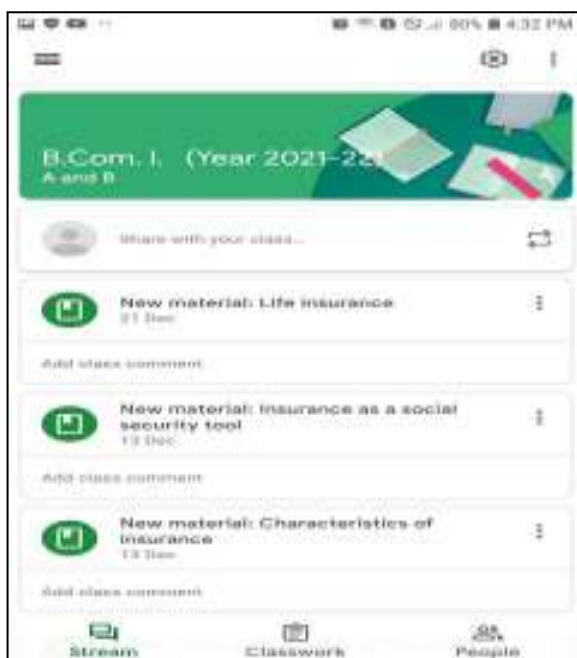 60% 4:32 PM
B.Com. I. (Year 2021-22)
A and B
Share with your class...
New material: Life insurance
21 Dec
Add class comment
New material: Insurance as a social
security tool
13 Dec
Add class comment
New material: Characteristics of
insurance
13 Dec
Add class comment
Stream Classwork People